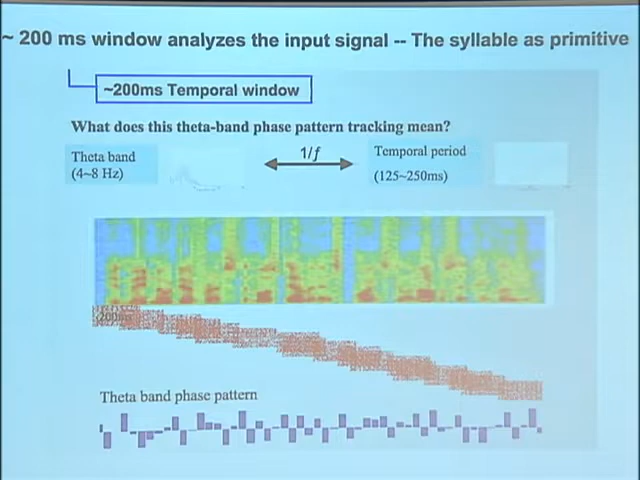 ~ 200 ms window analyzes the input signal -- The syllable as primitive
~200ms Temporal window
What does this theta-band phase pattern tracking mean?
Theta band
(4~8 Hz)
1/f
Temporal period
(125~250ms)
~200ms
Theta band phase pattern